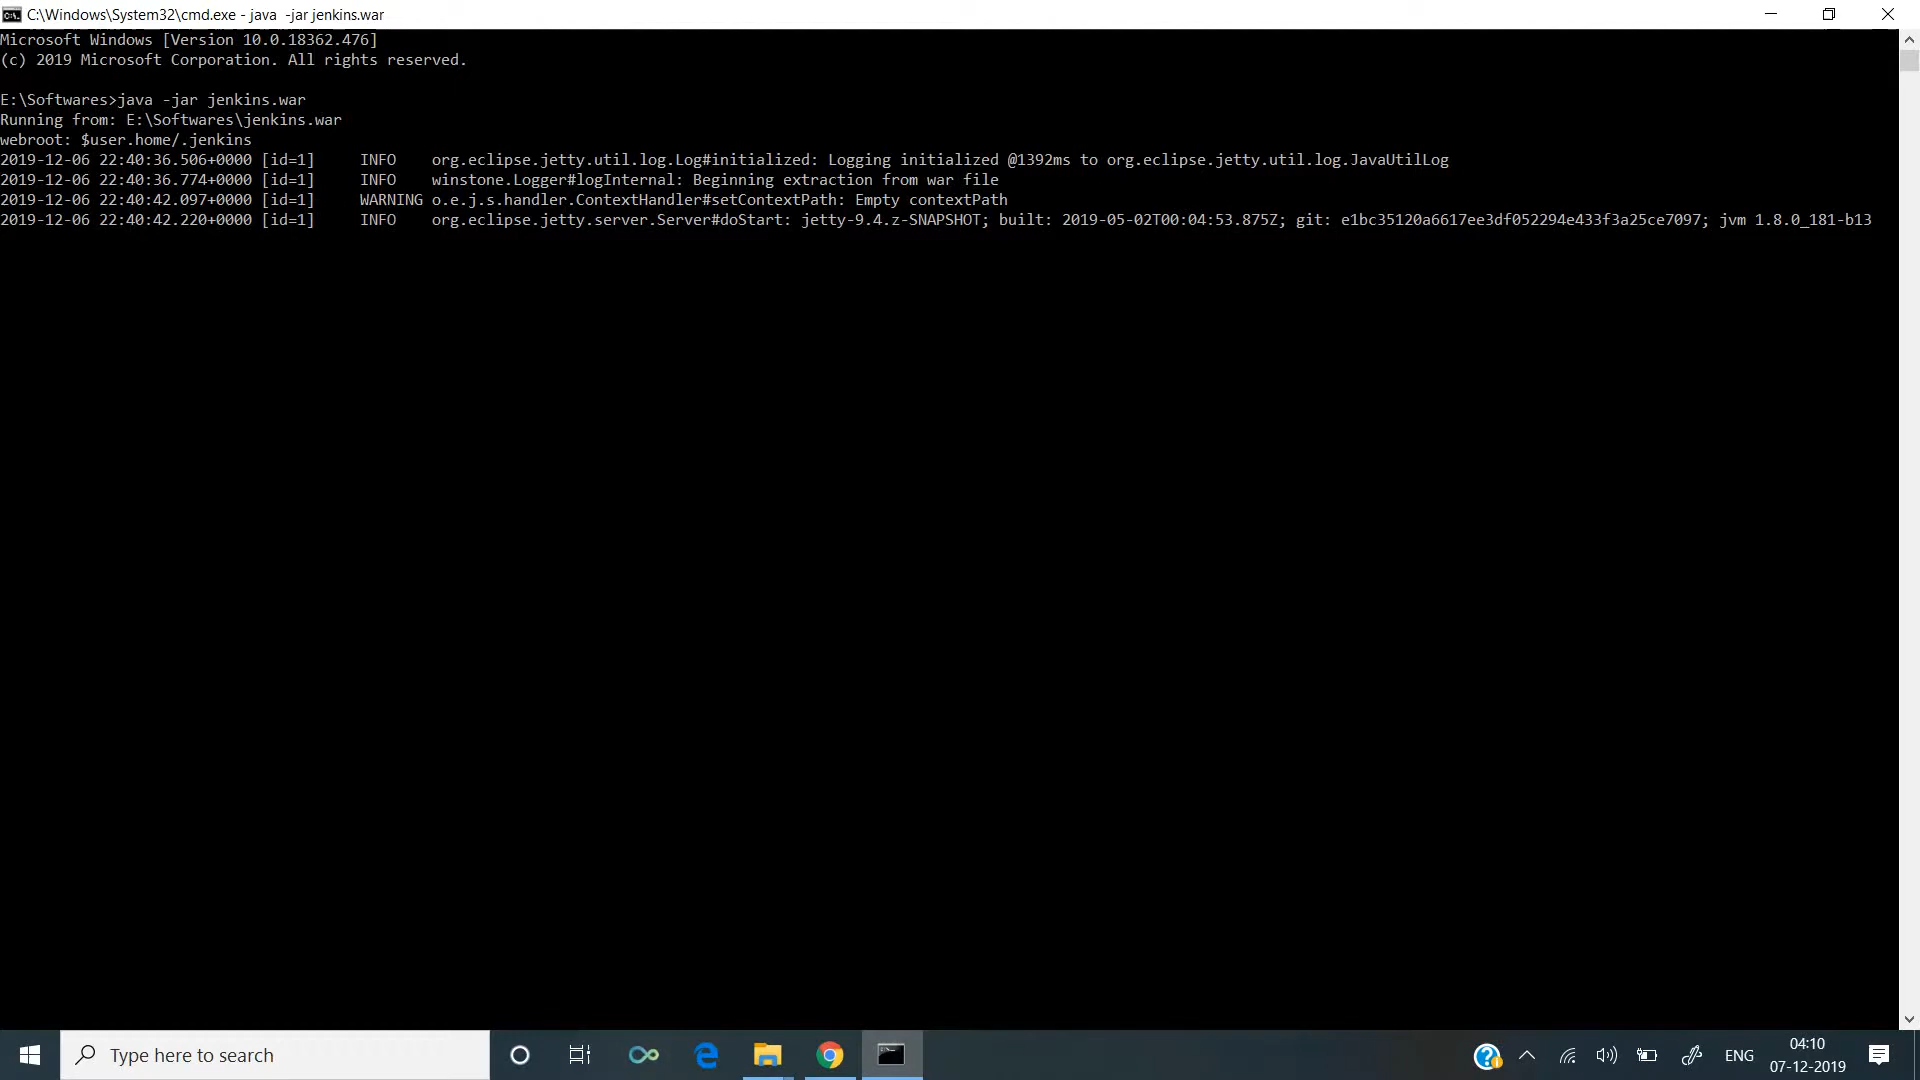 C:\Windows\System32\cmd.exe - java  -jar jenkins.war
Microsoft Windows [Version 10.0.18362.476]
(c) 2019 Microsoft Corporation. All rights reserved.
E:\Softwares>java -jar jenkins.war
Running from: E:\Softwares\jenkins.war
webroot: $user.home/.jenkins
2019-12-06 22:40:36.506+0000 [id=1]     INFO    org.eclipse.jetty.util.log.Log#initialized: Logging initialized @1392ms to org.eclipse.jetty.util.log.JavaUtilLog
2019-12-06 22:40:36.774+0000 [id=1]     INFO    winstone.Logger#logInternal: Beginning extraction from war file
2019-12-06 22:40:42.097+0000 [id=1]     WARNING o.e.j.s.handler.ContextHandler#setContextPath: Empty contextPath
2019-12-06 22:40:42.220+0000 [id=1]     INFO    org.eclipse.jetty.server.Server#doStart: jetty-9.4.z-SNAPSHOT; built: 2019-05-02T00:04:53.875Z; git: e1bc35120a6617ee3df052294e433f3a25ce7097; jvm 1.8.0_181-b13
Type here to search
ENG
04:10
07-12-2019